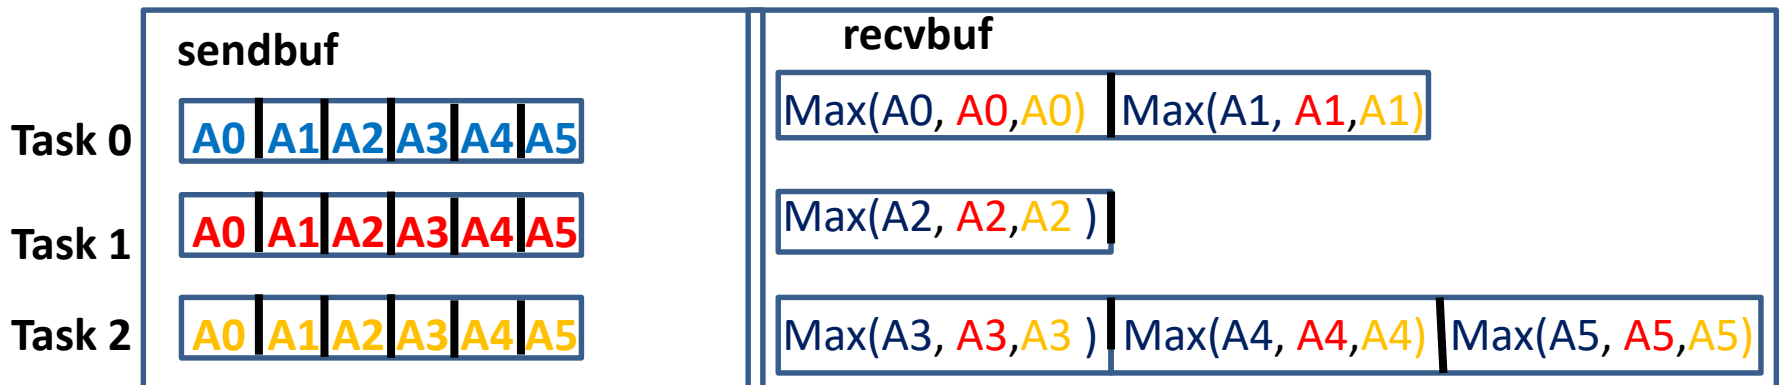 sendbuf recvbuf
Task 0 A0 A1 A2 A3 A4 A5 Max(A0, A0,A0) Max(A1, A1,A1)
Task 1 A0 A1 A2 A3 A4 A5 Max(A2, A2,A2 )
Task 2 A0 A1 A2 A3 A4 A5 Max(A3, A3,A3 ) Max(A4, A4,A4) Max(A5, A5,A5)